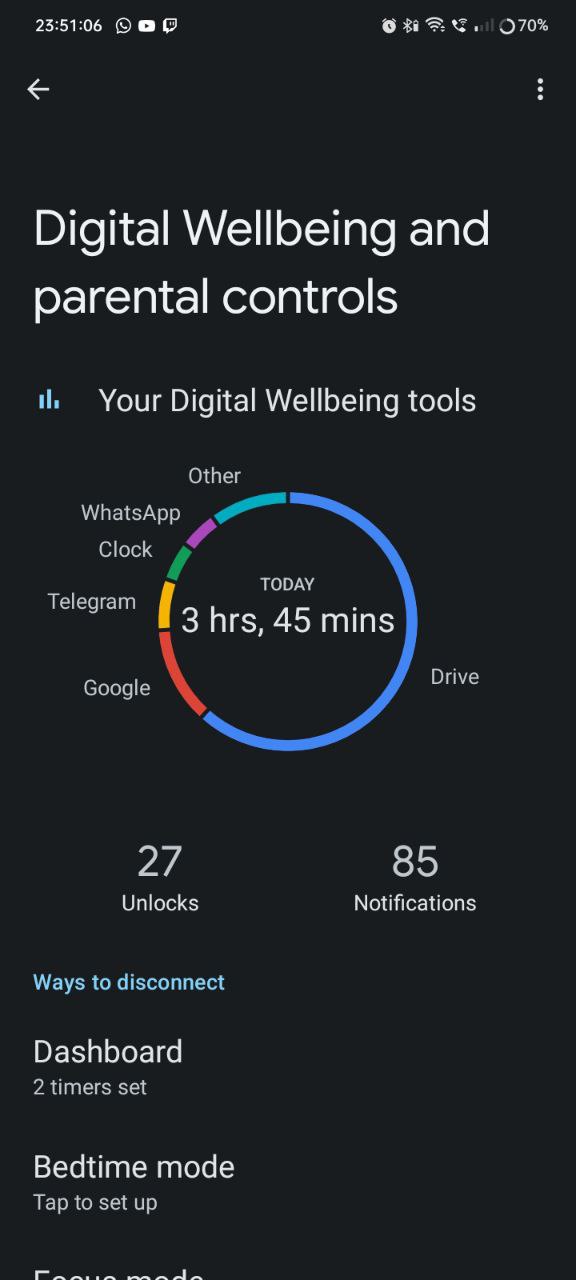 23:51:06 70%
Digital Wellbeing and
parental controls
Your Digital Wellbeing tools
Other
WhatsApp
Clock
Telegram
Google
Drive
TODAY
3 hrs, 45 mins
27
Unlocks
85
Notifications
Ways to disconnect
Dashboard
2 timers set
Bedtime mode
Tap to set up
Focus mode